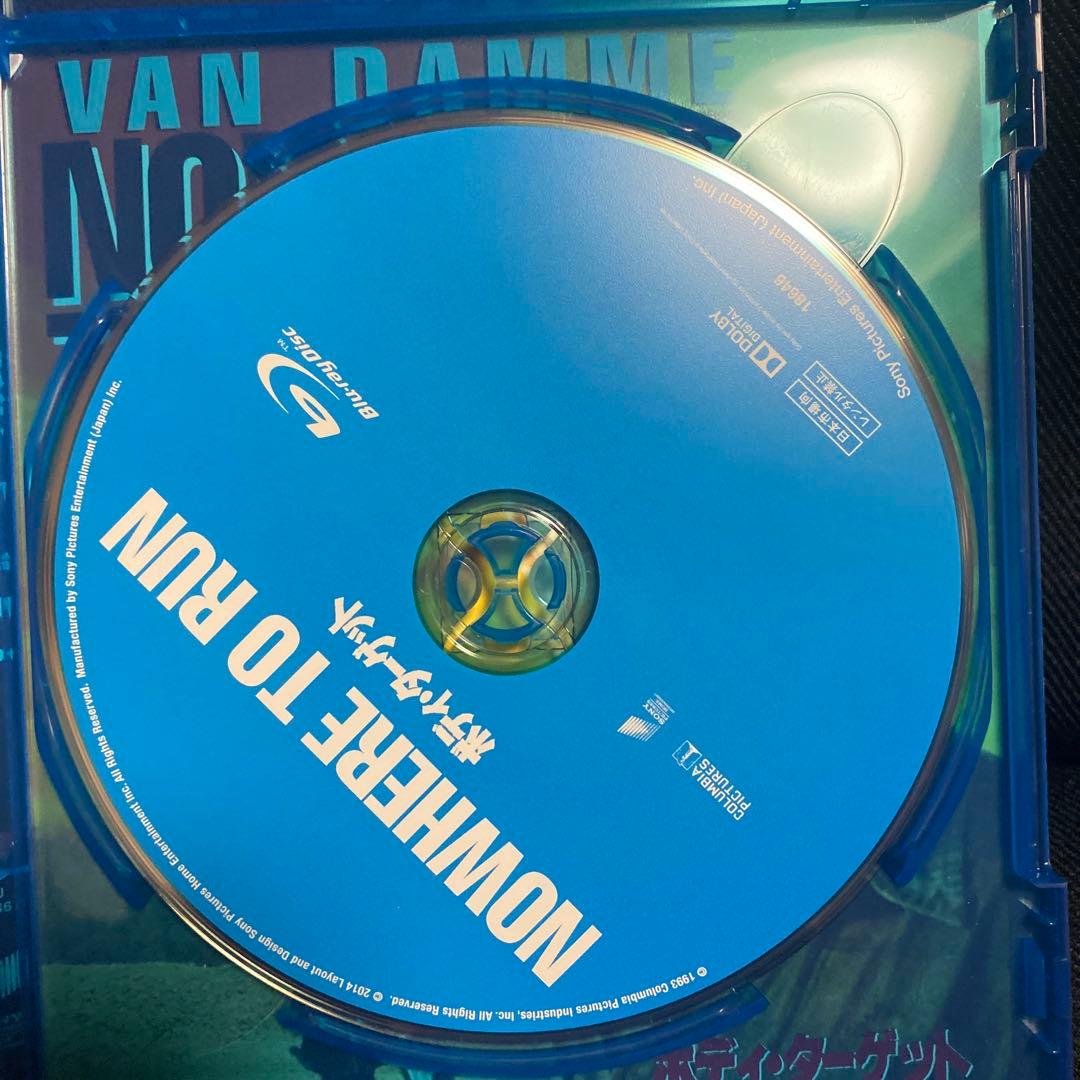 VAN DAMME
NO
Blu-ray Disc
TM
Sony Pictures Entertainment (Japan) Inc.
18646
DOLBY
DIGITAL
日本市場向
レンタル禁止
NOWHERE TO RUN
ボディ・ターゲット
SONY
PICTURES
COLUMBIA
PICTURES
© 1993 Columbia Pictures Industries, Inc. All Rights Reserved. © 2014 Layout and Design Sony Pictures Home Entertainment Inc. All Rights Reserved. Manufactured by Sony Pictures Entertainment (Japan) Inc.
ボディ・ターゲット